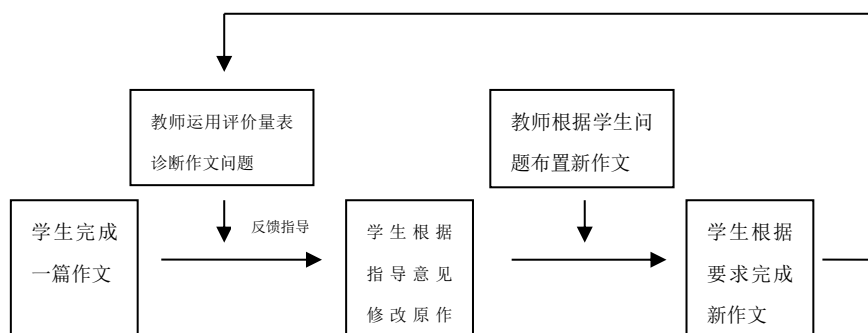 教师运用评价量表
诊断作文问题
教师根据学生问
题布置新作文
学生完成
一篇作文
反馈指导
学生根据
指导意见
修改原作
学生根据
要求完成
新作文